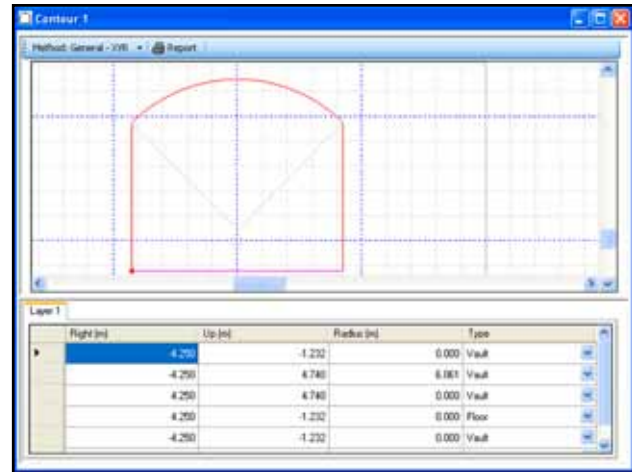 Contour 1
Method: General - XYR Report
Layer 1
Right (m) Up (m) Radius (m) Type
-4.250 -1.232 0.000 Vault
-4.250 4.740 6.061 Vault
4.250 4.740 0.000 Vault
4.250 -1.232 0.000 Floor
-4.250 -1.232 0.000 Vault